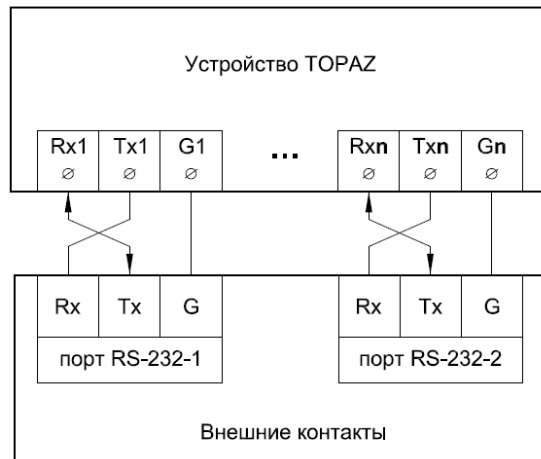 Устройство TOPAZ
Rx1 Tx1 G1 ... Rxn Txn Gn
Rx Tx G Rx Tx G
порт RS-232-1 порт RS-232-2
Внешние контакты